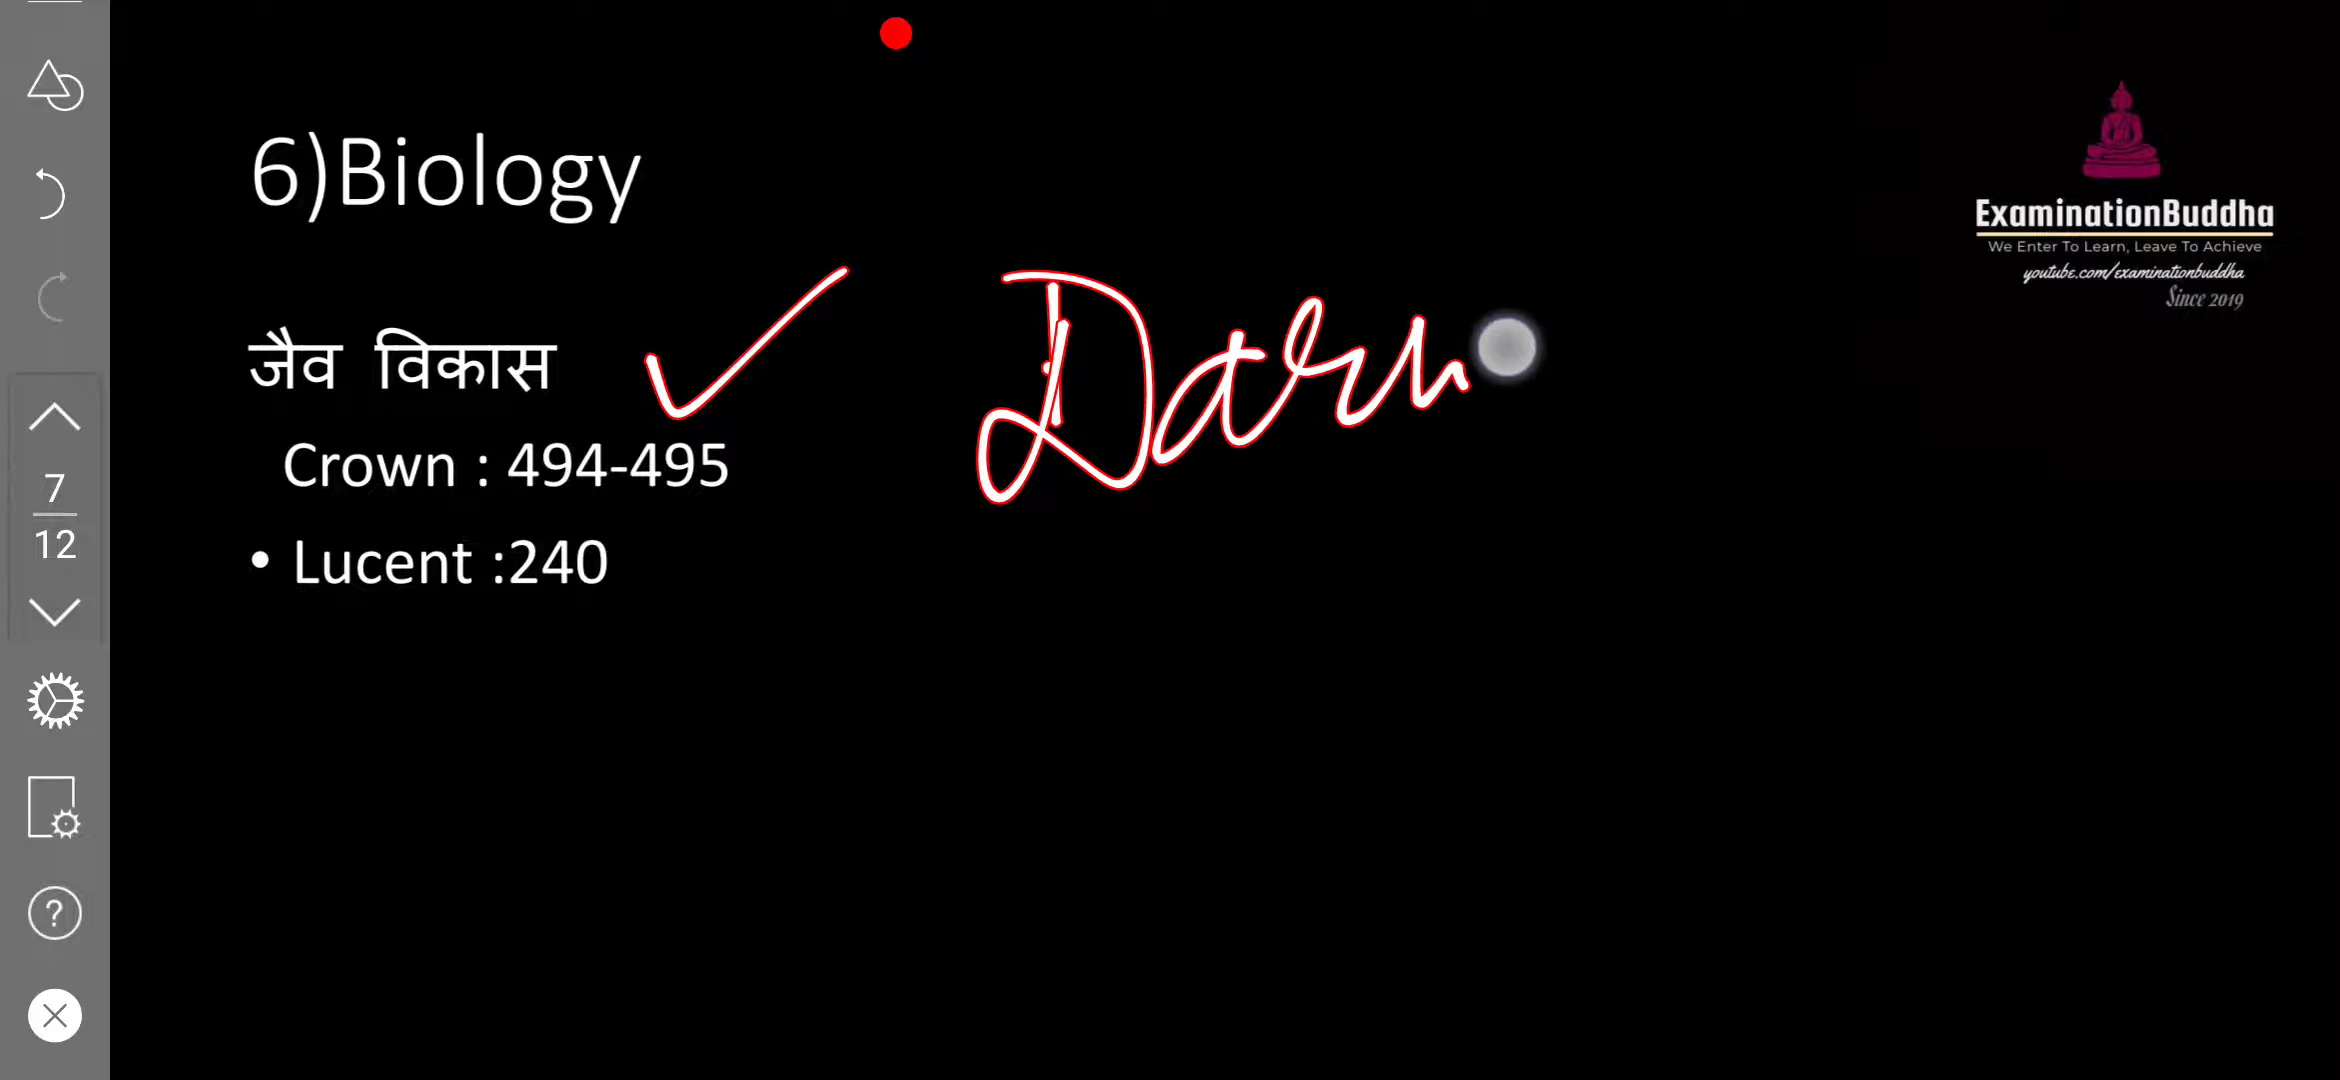 6)Biology
ExaminationBuddha
We Enter To Learn, Leave To Achieve
youtube.com/examinationbuddha
Since 2019
जैव विकास
Crown : 494-495
• Lucent :240
7
12
?